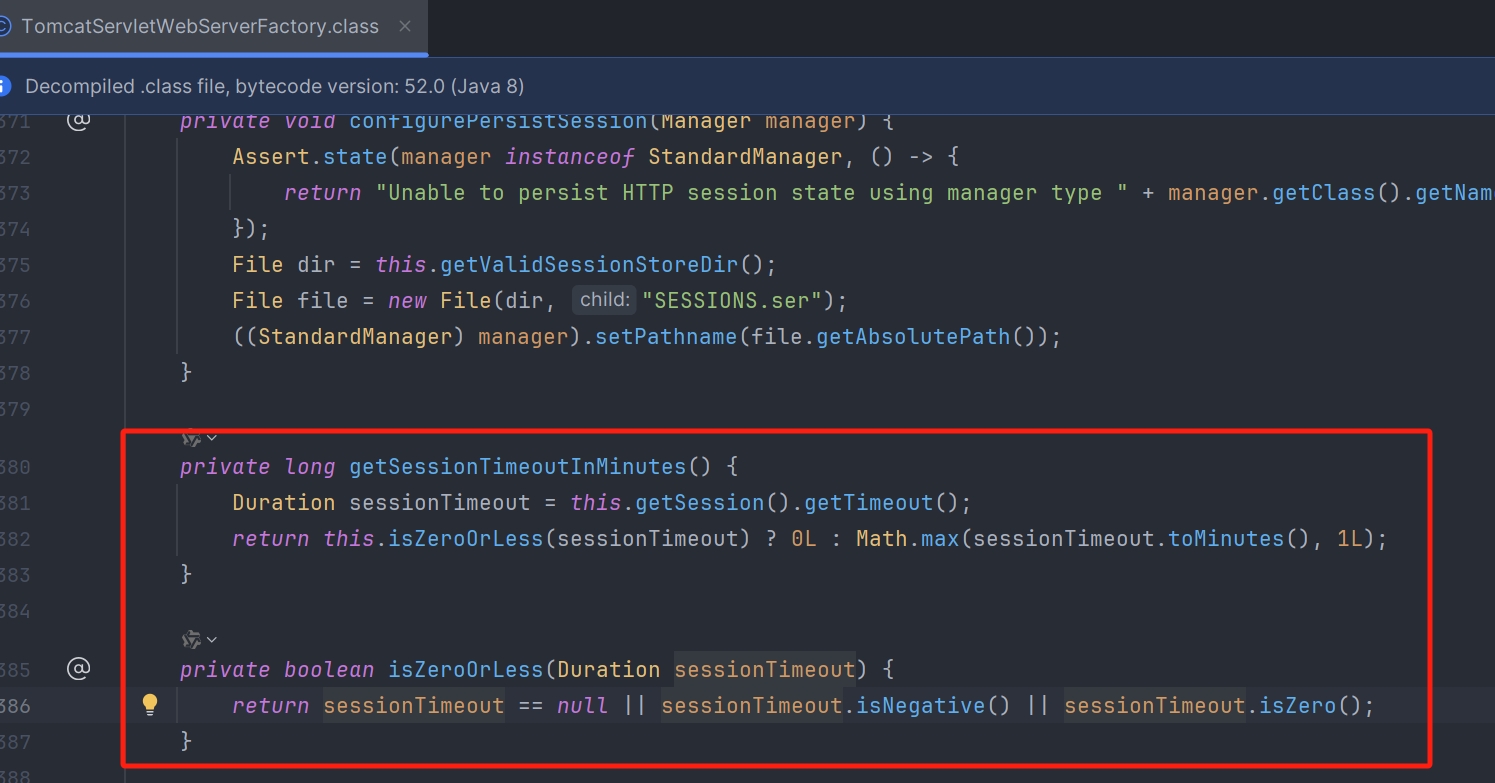 TomcatServletWebServerFactory.class ×
Decompiled .class file, bytecode version: 52.0 (Java 8)
371 @ private void configurePersistSession(Manager manager) {
372 Assert.state(manager instanceof StandardManager, () -> {
373 return "Unable to persist HTTP session state using manager type " + manager.getClass().getNam
374 });
375 File dir = this.getValidSessionStoreDir();
376 File file = new File(dir, child: "SESSIONS.ser");
377 ((StandardManager) manager).setPathname(file.getAbsolutePath());
378 }
379
380 private long getSessionTimeoutInMinutes() {
381 Duration sessionTimeout = this.getSession().getTimeout();
382 return this.isZeroOrLess(sessionTimeout) ? 0L : Math.max(sessionTimeout.toMinutes(), 1L);
383 }
384
385 @ private boolean isZeroOrLess(Duration sessionTimeout) {
386 return sessionTimeout == null || sessionTimeout.isNegative() || sessionTimeout.isZero();
387 }
388